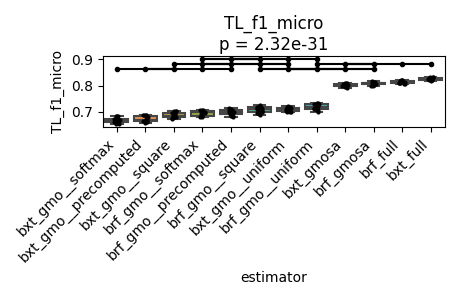 TL_f1_micro
p = 2.32e-31
TL_f1_micro
0.9
0.8
0.7
bxt_gmo__softmax
bxt_gmo__precomputed
bxt_gmo__square
brf_gmo__softmax
brf_gmo__precomputed
brf_gmo__square
bxt_gmo__uniform
brf_gmo__uniform
bxt_gmosa
brf_gmosa
brf_full
bxt_full
estimator